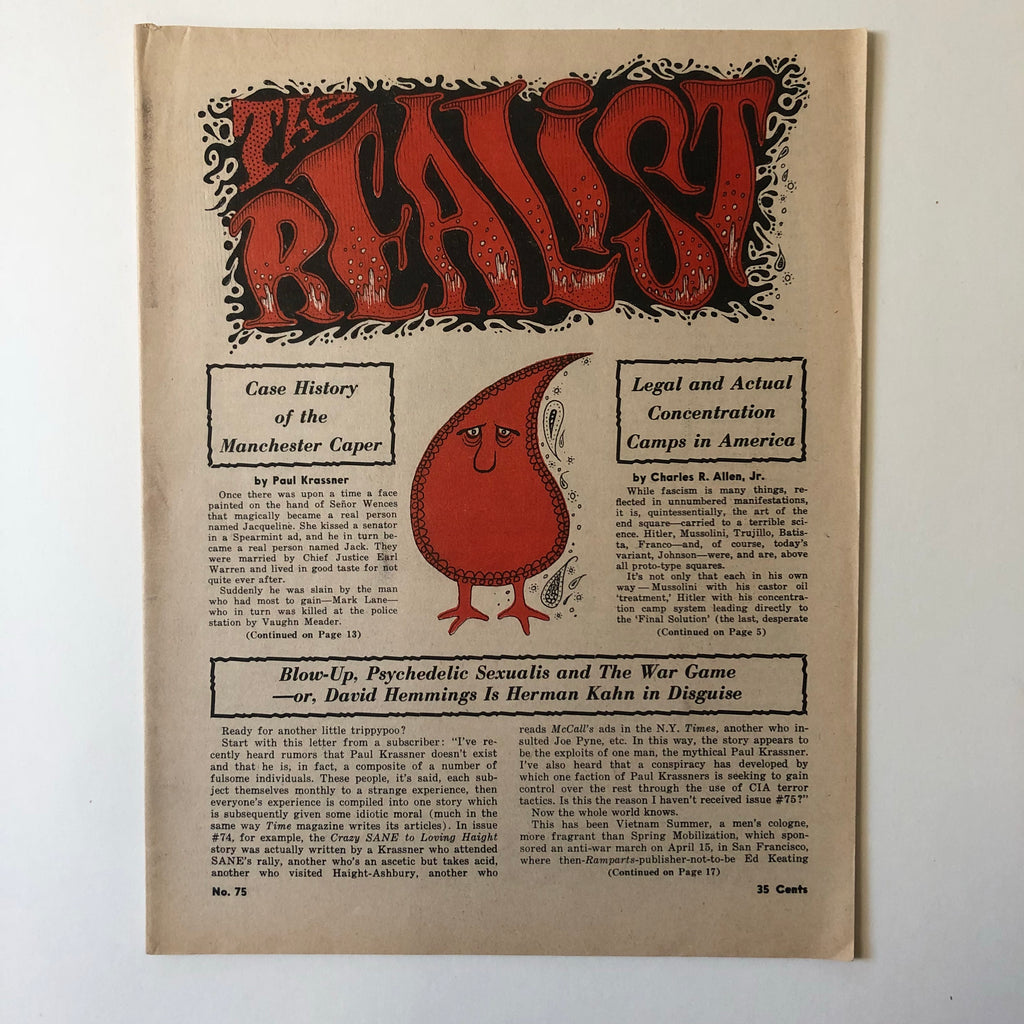 THE
REALIST
Case History
of the
Manchester Caper
by Paul Krassner
Once there was upon a time a face
painted on the hand of Señor Wences
that magically became a real person
named Jacqueline. She kissed a senator
in a Spearmint ad, and he in turn be-
came a real person named Jack. They
were married by Chief Justice Earl
Warren and lived in good taste for not
quite ever after.
Suddenly he was slain by the man
who had most to gain—Mark Lane—
who in turn was killed at the police
station by Vaughn Meader.
(Continued on Page 13)
Legal and Actual
Concentration
Camps in America
by Charles R. Allen, Jr.
While fascism is many things, re-
flected in unnumbered manifestations,
it is, quintessentially, the art of the
end square—carried to a terrible sci-
ence. Hitler, Mussolini, Trujillo, Batis-
ta, Franco—and, of course, today's
variant, Johnson—were, and are, above
all proto-type squares.
It's not only that each in his own
way — Mussolini with his castor oil
'treatment,' Hitler with his concentra-
tion camp system leading directly to
the 'Final Solution' (the last, desperate
(Continued on Page 5)
Blow-Up, Psychedelic Sexualis and The War Game
—or, David Hemmings Is Herman Kahn in Disguise
Ready for another little trippypoo?
Start with this letter from a subscriber: "I've re-
cently heard rumors that Paul Krassner doesn't exist
and that he is, in fact, a composite of a number of
fulsome individuals. These people, it's said, each sub-
ject themselves monthly to a strange experience, then
everyone's experience is compiled into one story which
is subsequently given some idiotic moral (much in the
same way Time magazine writes its articles). In issue
#74, for example, the Crazy SANE to Loving Haight
story was actually written by a Krassner who attended
SANE's rally, another who's an ascetic but takes acid,
another who visited Haight-Ashbury, another who
reads McCall's ads in the N.Y. Times, another who in-
sulted Joe Pyne, etc. In this way, the story appears to
be the exploits of one man, the mythical Paul Krassner.
I've also heard that a conspiracy has developed by
which one faction of Paul Krassners is seeking to gain
control over the rest through the use of CIA terror
tactics. Is this the reason I haven't received issue #75?"
Now the whole world knows.
This has been Vietnam Summer, a men's cologne,
more fragrant than Spring Mobilization, which spon-
sored an anti-war march on April 15, in San Francisco,
where then-Ramparts-publisher-not-to-be Ed Keating
(Continued on Page 17)
No. 75
35 Cents